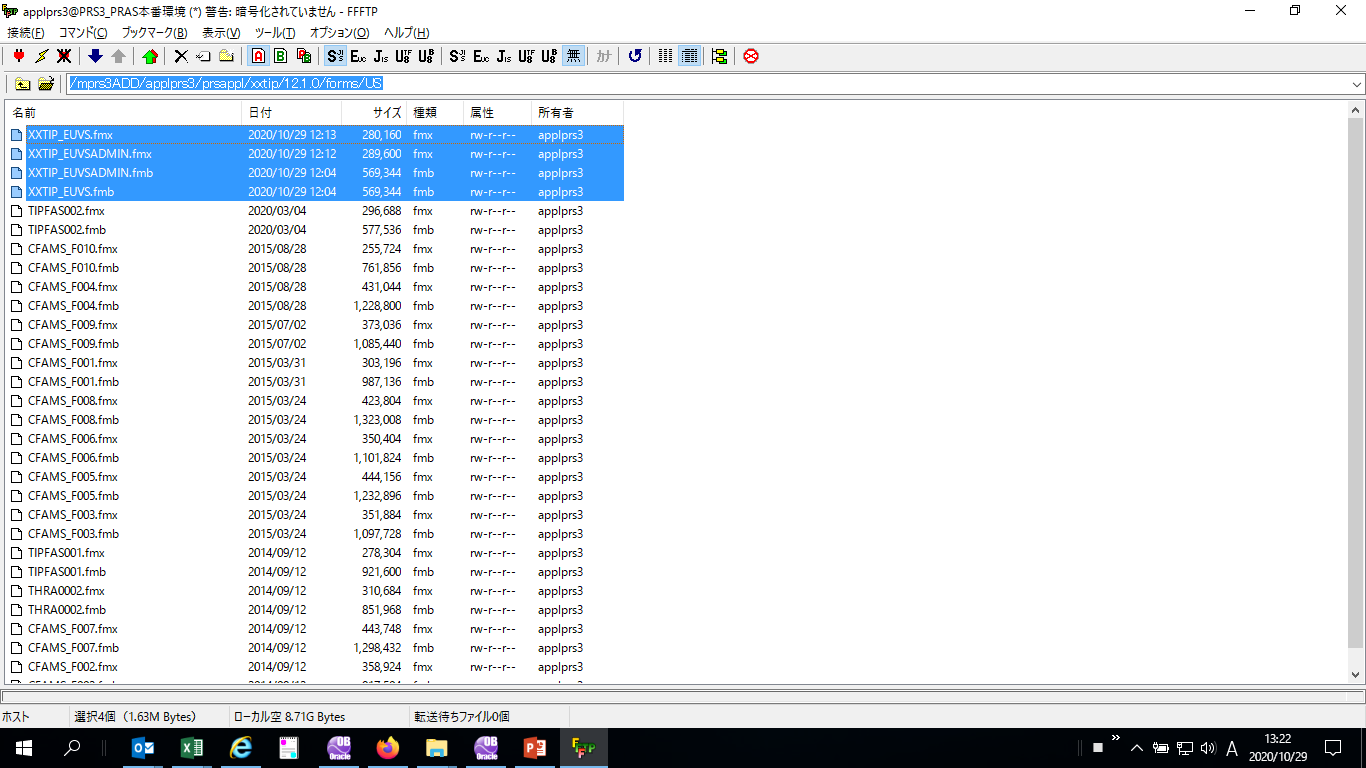 applprs3@PRS3_PRAS本番環境 (*) 警告: 暗号化されていません - FFFTP
接続(F) コマンド(C) ブックマーク(B) 表示(V) ツール(T) オプション(O) ヘルプ(H)
/mprs3ADD/applprs3/prsappl/xxtip/12.1.0/forms/US
名前 日付 サイズ 種類 属性 所有者
XXTIP_EUVS.fmx 2020/10/29 12:13 280,160 fmx rw-r--r-- applprs3
XXTIP_EUVSADMIN.fmx 2020/10/29 12:12 289,600 fmx rw-r--r-- applprs3
XXTIP_EUVSADMIN.fmb 2020/10/29 12:04 569,344 fmb rw-r--r-- applprs3
XXTIP_EUVS.fmb 2020/10/29 12:04 569,344 fmb rw-r--r-- applprs3
TIPFAS002.fmx 2020/03/04 296,688 fmx rw-r--r-- applprs3
TIPFAS002.fmb 2020/03/04 577,536 fmb rw-r--r-- applprs3
CFAMS_F010.fmx 2015/08/28 255,724 fmx rw-r--r-- applprs3
CFAMS_F010.fmb 2015/08/28 761,856 fmb rw-r--r-- applprs3
CFAMS_F004.fmx 2015/08/28 431,044 fmx rw-r--r-- applprs3
CFAMS_F004.fmb 2015/08/28 1,228,800 fmb rw-r--r-- applprs3
CFAMS_F009.fmx 2015/07/02 373,036 fmx rw-r--r-- applprs3
CFAMS_F009.fmb 2015/07/02 1,085,440 fmb rw-r--r-- applprs3
CFAMS_F001.fmx 2015/03/31 303,196 fmx rw-r--r-- applprs3
CFAMS_F001.fmb 2015/03/31 987,136 fmb rw-r--r-- applprs3
CFAMS_F008.fmx 2015/03/24 423,804 fmx rw-r--r-- applprs3
CFAMS_F008.fmb 2015/03/24 1,323,008 fmb rw-r--r-- applprs3
CFAMS_F006.fmx 2015/03/24 350,404 fmx rw-r--r-- applprs3
CFAMS_F006.fmb 2015/03/24 1,101,824 fmb rw-r--r-- applprs3
CFAMS_F005.fmx 2015/03/24 444,156 fmx rw-r--r-- applprs3
CFAMS_F005.fmb 2015/03/24 1,232,896 fmb rw-r--r-- applprs3
CFAMS_F003.fmx 2015/03/24 351,884 fmx rw-r--r-- applprs3
CFAMS_F003.fmb 2015/03/24 1,097,728 fmb rw-r--r-- applprs3
TIPFAS001.fmx 2014/09/12 278,304 fmx rw-r--r-- applprs3
TIPFAS001.fmb 2014/09/12 921,600 fmb rw-r--r-- applprs3
THRA0002.fmx 2014/09/12 310,684 fmx rw-r--r-- applprs3
THRA0002.fmb 2014/09/12 851,968 fmb rw-r--r-- applprs3
CFAMS_F007.fmx 2014/09/12 443,748 fmx rw-r--r-- applprs3
CFAMS_F007.fmb 2014/09/12 1,298,432 fmb rw-r--r-- applprs3
CFAMS_F002.fmx 2014/09/12 358,924 fmx rw-r--r-- applprs3
ホスト 選択4個（1.63M Bytes） ローカル空 8.71G Bytes 転送待ちファイル0個
A 13:22
2020/10/29